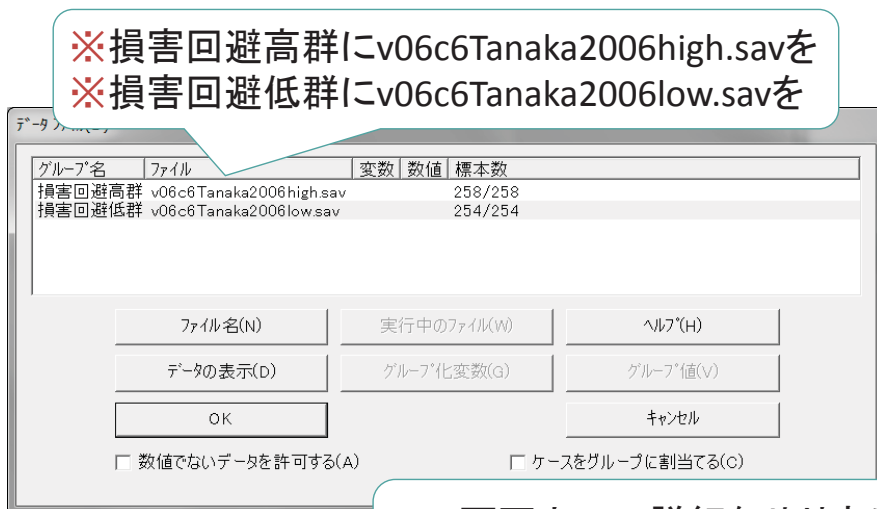 ※損害回避高群にv06c6Tanaka2006high.savを
※損害回避低群にv06c6Tanaka2006low.savを
グループ名 ファイル 変数 数値 標本数
損害回避高群 v06c6Tanaka2006high.sav 258/258
損害回避低群 v06c6Tanaka2006low.sav 254/254
ファイル名(N) 実行中のファイル(W) ヘルプ(H)
データの表示(D) グループ化変数(G) グループ値(V)
OK キャンセル
数値でないデータを許可する(A) ケースをグループに割当てる(C)